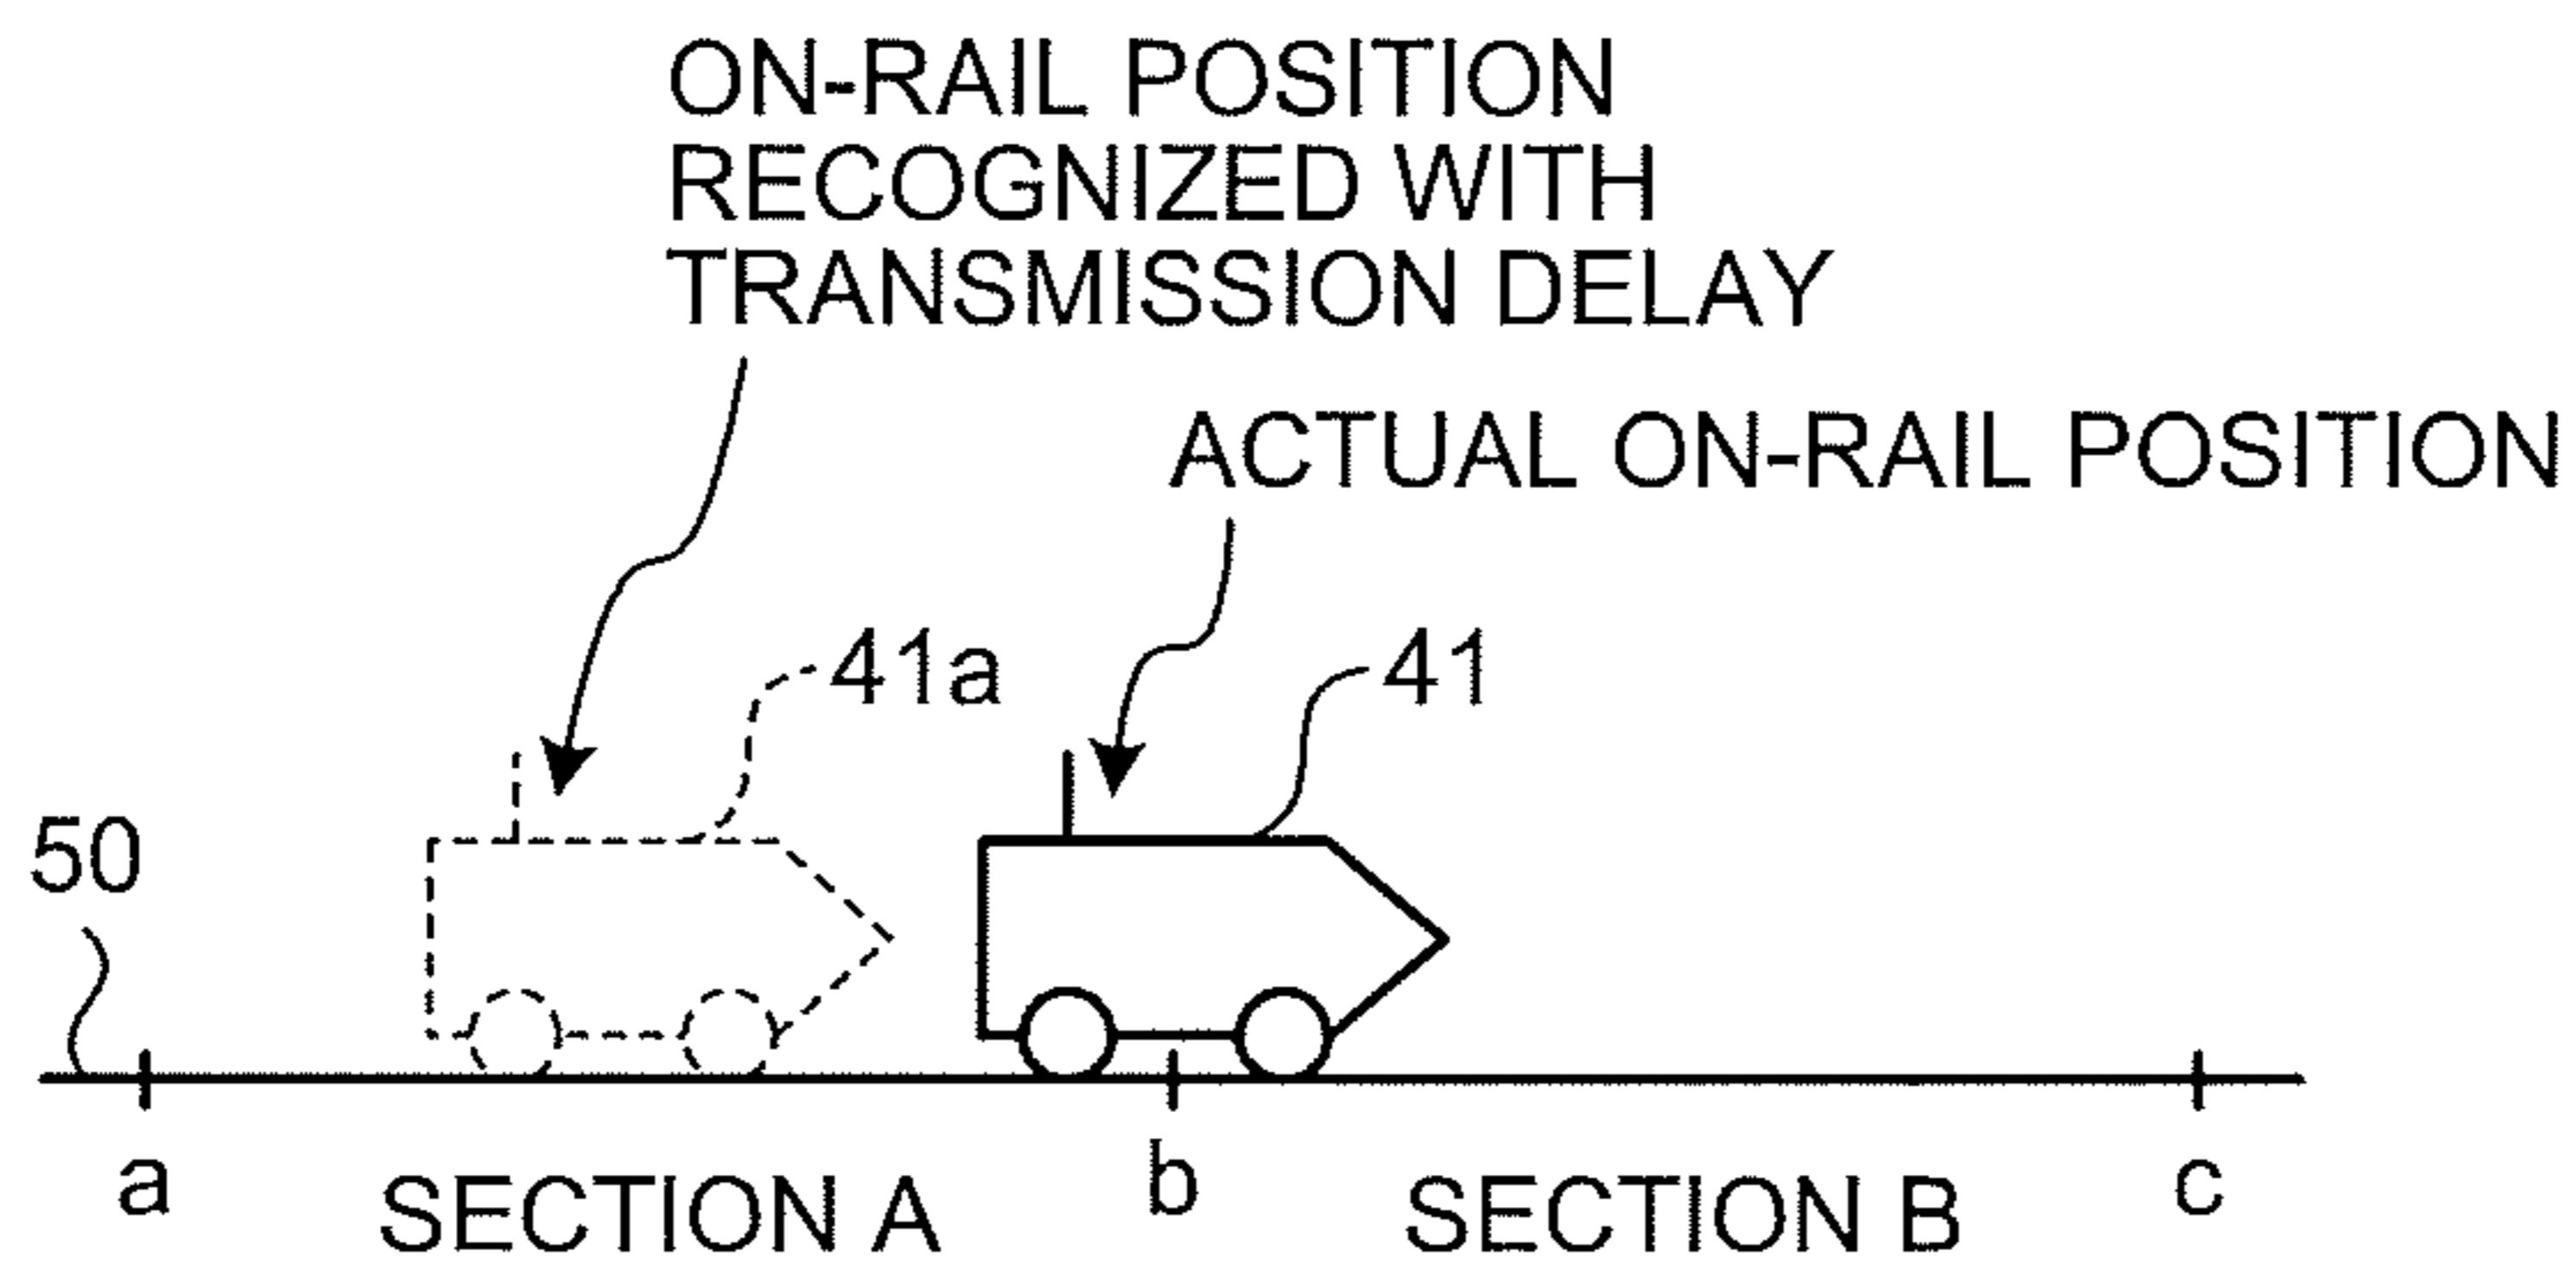 ON-RAIL POSITION
RECOGNIZED WITH
TRANSMISSION DELAY
ACTUAL ON-RAIL POSITION
41a
41
50
a
b
c
SECTION A
SECTION B